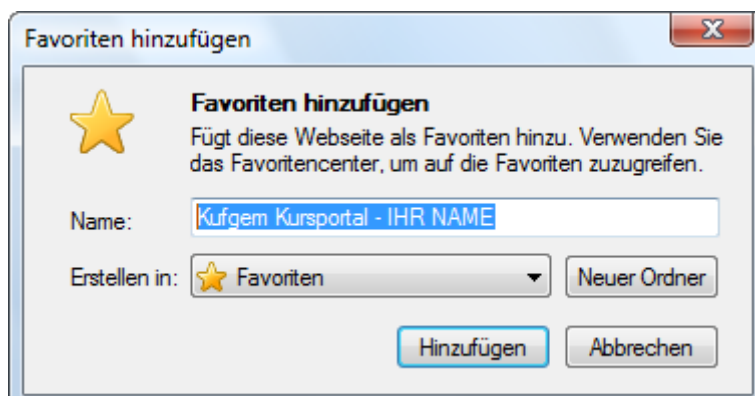 Favoriten hinzufügen
Favoriten hinzufügen
Fügt diese Webseite als Favoriten hinzu. Verwenden Sie
das Favoritencenter, um auf die Favoriten zuzugreifen.
Name: Kufgem Kursportal - IHR NAME
Erstellen in: Favoriten Neuer Ordner
Hinzufügen Abbrechen